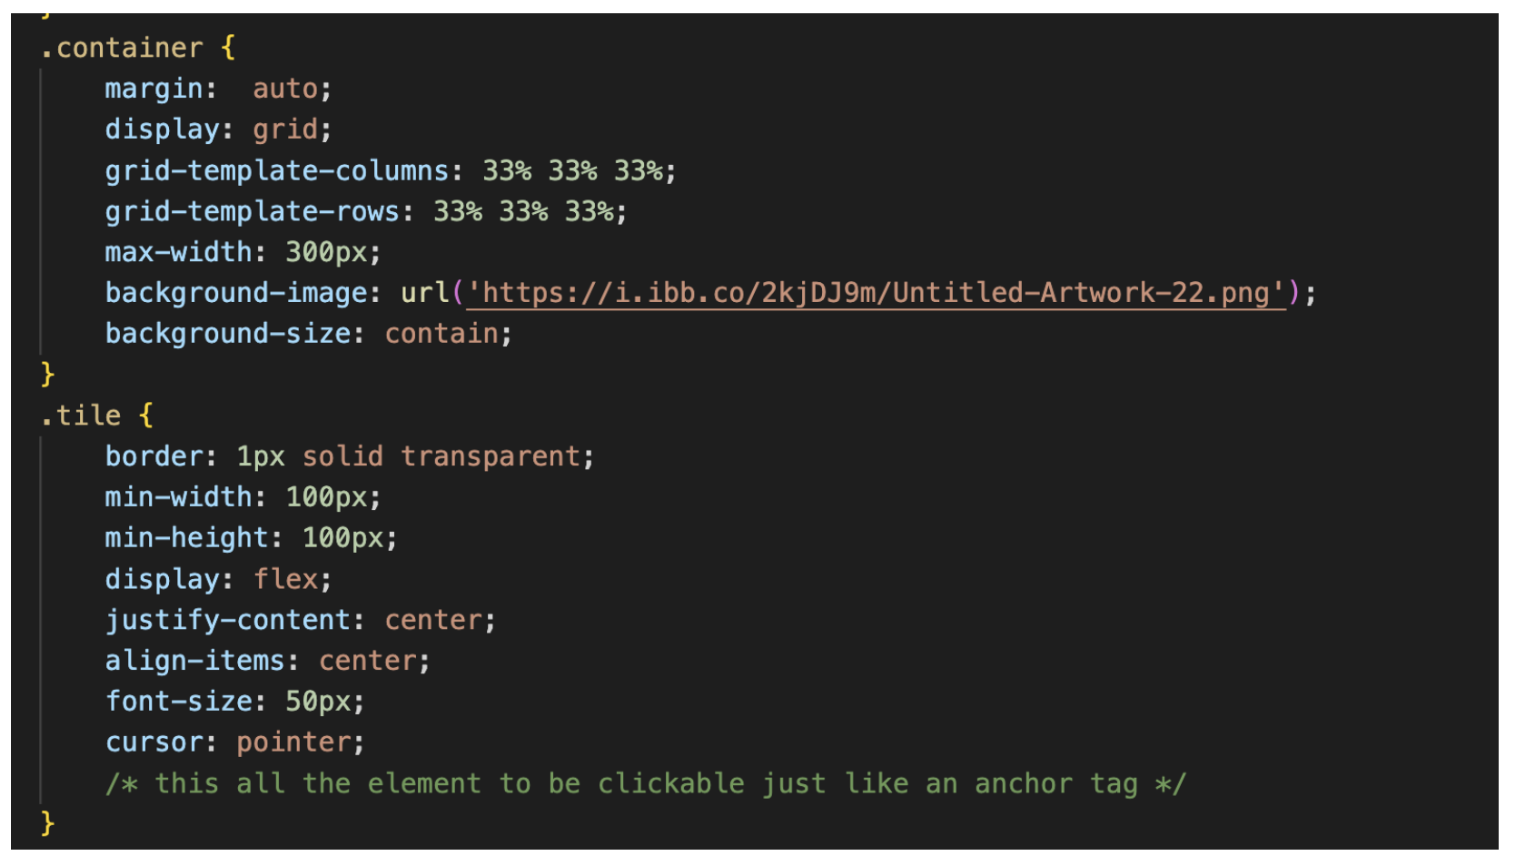 }
.container {
margin:  auto;
display: grid;
grid-template-columns: 33% 33% 33%;
grid-template-rows: 33% 33% 33%;
max-width: 300px;
background-image: url('https://i.ibb.co/2kjDJ9m/Untitled-Artwork-22.png');
background-size: contain;
}
.tile {
border: 1px solid transparent;
min-width: 100px;
min-height: 100px;
display: flex;
justify-content: center;
align-items: center;
font-size: 50px;
cursor: pointer;
/* this all the element to be clickable just like an anchor tag */
}